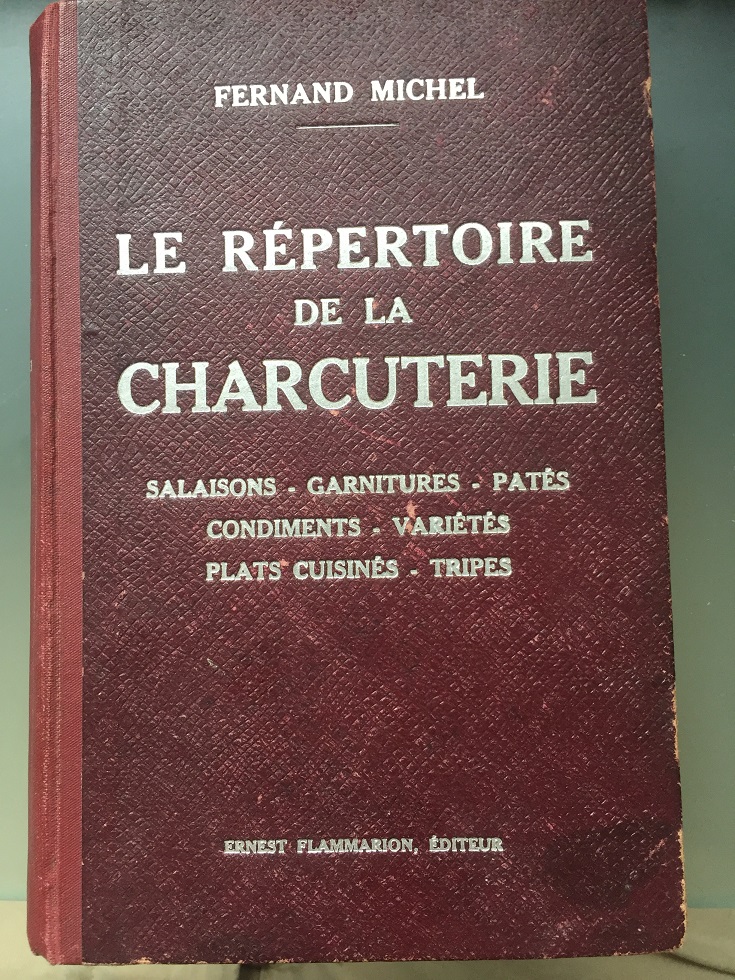 FERNAND MICHEL
LE RÉPERTOIRE
DE LA
CHARCUTERIE
SALAISONS - GARNITURES - PATÉS
CONDIMENTS - VARIÉTÉS
PLATS CUISINÉS - TRIPES
ERNEST FLAMMARION, ÉDITEUR